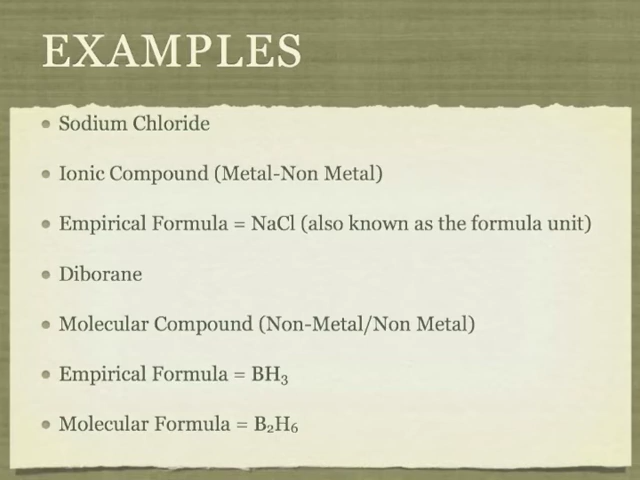 EXAMPLES
• Sodium Chloride
• Ionic Compound (Metal-Non Metal)
• Empirical Formula = NaCl (also known as the formula unit)
• Diborane
• Molecular Compound (Non-Metal/Non Metal)
• Empirical Formula = BH₃
• Molecular Formula = B₂H₆